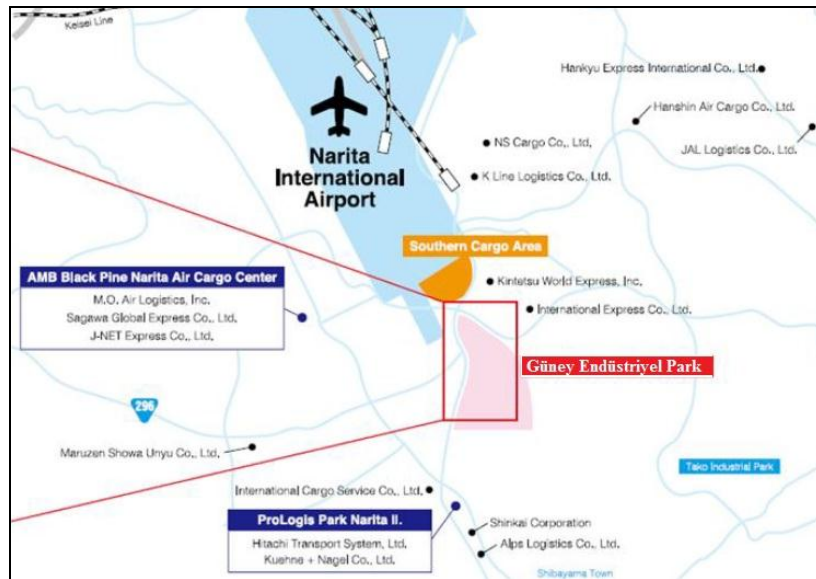 Keisei Line
Hankyu Express International Co., Ltd.
Hanshin Air Cargo Co., Ltd.
NS Cargo Co., Ltd.
JAL Logistics Co., Ltd.
Narita
International
Airport
K Line Logistics Co., Ltd.
Southern Cargo Area
AMB Black Pine Narita Air Cargo Center
M.O. Air Logistics, Inc.
Sagawa Global Express Co., Ltd.
J-NET Express Co., Ltd.
Kintetsu World Express, Inc.
International Express Co., Ltd.
Güney Endüstriyel Park
296
Maruzen Showa Unyu Co., Ltd.
Tako Industrial Park
International Cargo Service Co., Ltd.
ProLogis Park Narita II.
Hitachi Transport System, Ltd.
Kuehne + Nagel Co., Ltd.
Shinkai Corporation
Alps Logistics Co., Ltd.
Shibayama Town